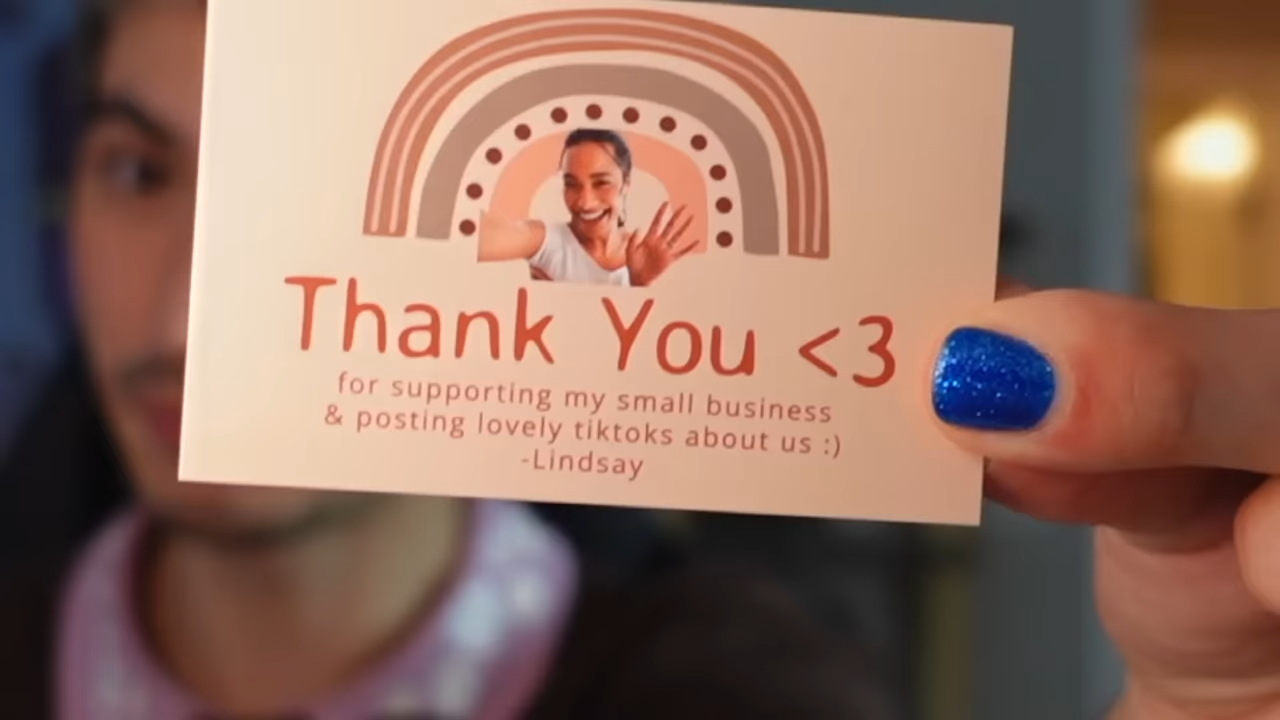 Thank You <3
for supporting my small business
& posting lovely tiktoks about us :)
-Lindsay